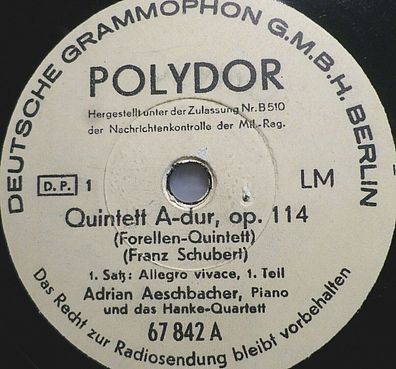 DEUTSCHE GRAMMOPHON G.M.B.H. BERLIN
POLYDOR
Hergestellt unter der Zulassung Nr. B 510
der Nachrichtenkontrolle der Mil.-Rag.
D. P. 1
LM
Quintett A-dur, op. 114
(Forellen-Quintett)
(Franz Schubert)
1. Satz: Allegro vivace, 1. Teil
Adrian Aeschbacher, Piano
und das Hanke-Quartett
67 842 A
Das Recht zur Radiosendung bleibt vorbehalten